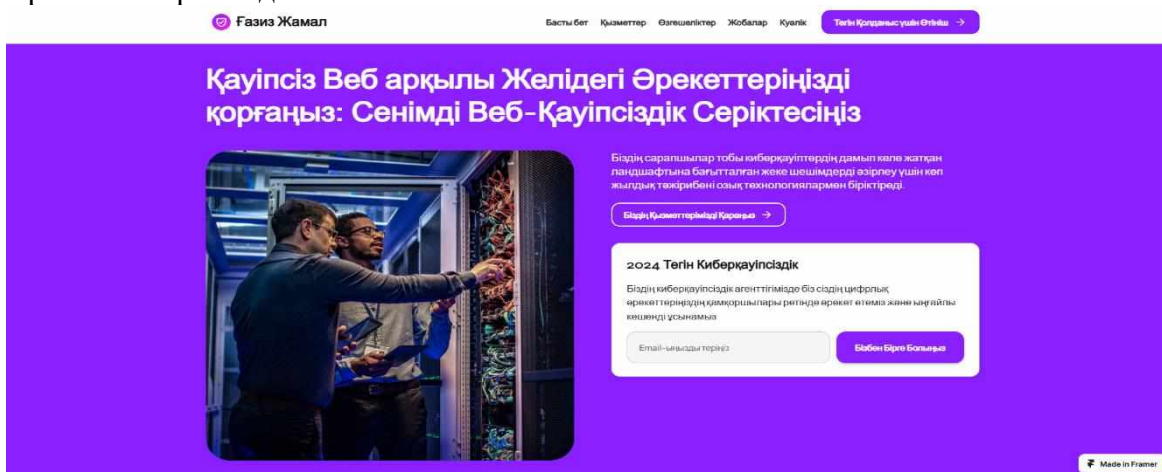 Ғазиз Жамал
Басты бет Қызметтер Өзгешеліктер Жобалар Куәлік Тегін Қолданыс үшін Өтініш →
Қауіпсіз Веб арқылы Желідегі Әрекеттеріңізді
қорғаңыз: Сенімді Веб-Қауіпсіздік Серіктесіңіз
Біздің сарапшылар тобы киберқауіптердің дамып келе жатқан
ландшафтына бағытталған жеке шешімдерді әзірлеу үшін көп
жылдық тәжірибені озық технологиялармен біріктіреді.
Біздің Қызметтерімізді Қараңыз →
2024 Тегін Киберқауіпсіздік
Біздің киберқауіпсіздік агенттігімізде біз сіздің цифрлық
әрекеттеріңіздің қамқоршылары ретінде әрекет етеміз және ыңғайлы
кешенді ұсынамыз
Email-ыңызды теріңіз
Бізбен Бірге Болыңыз
Made in Framer